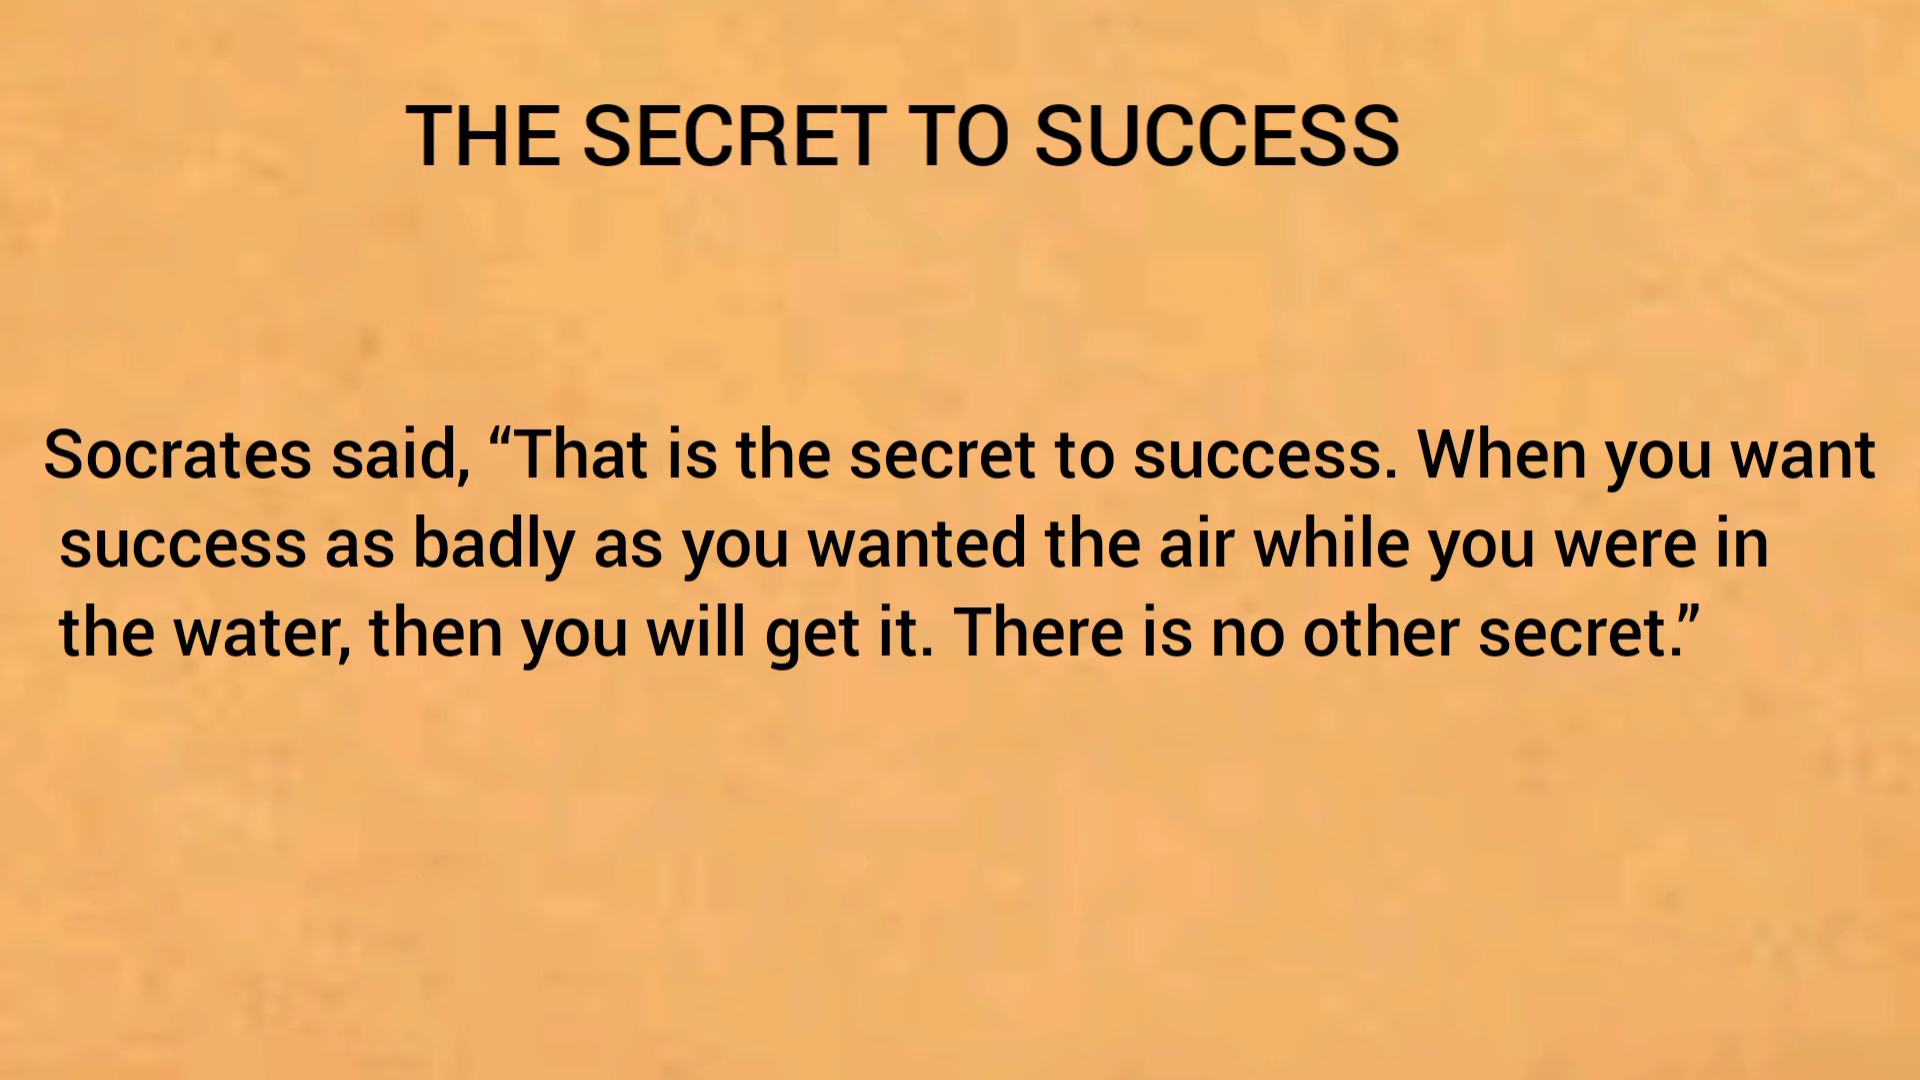 THE SECRET TO SUCCESS
Socrates said, “That is the secret to success. When you want
success as badly as you wanted the air while you were in
the water, then you will get it. There is no other secret.”